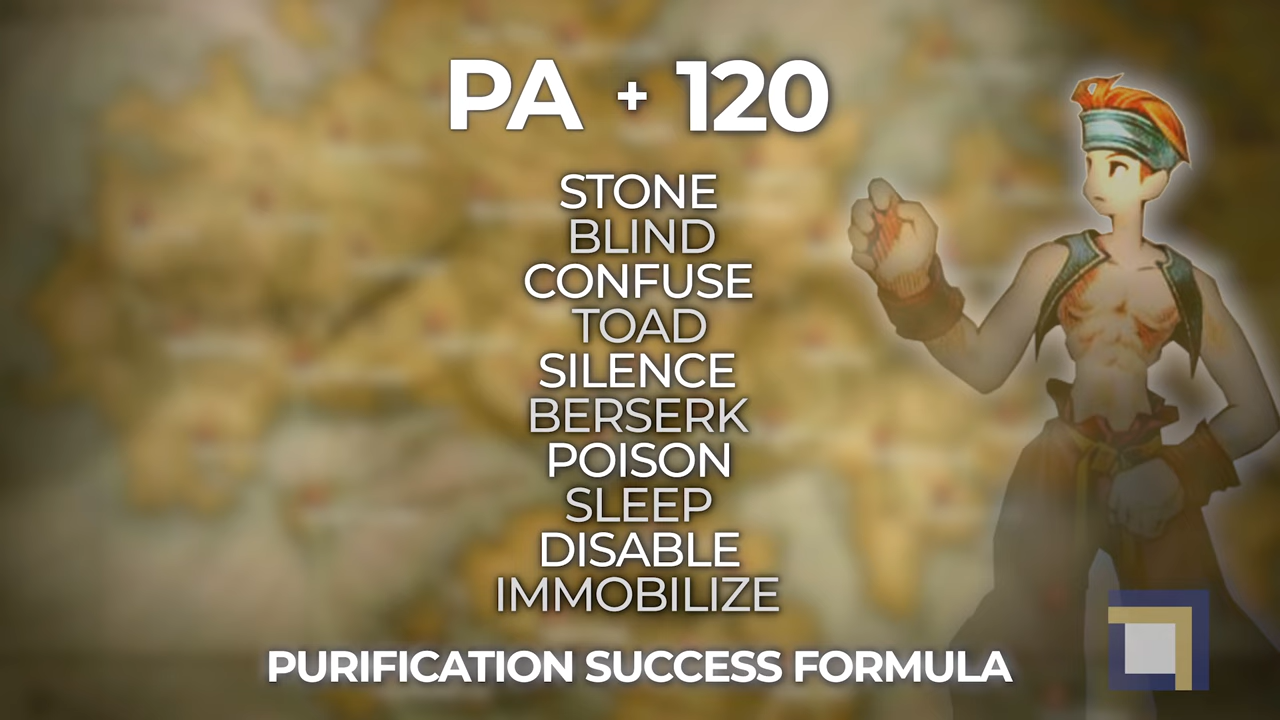 PA + 120
STONE
BLIND
CONFUSE
TOAD
SILENCE
BERSERK
POISON
SLEEP
DISABLE
IMMOBILIZE
PURIFICATION SUCCESS FORMULA